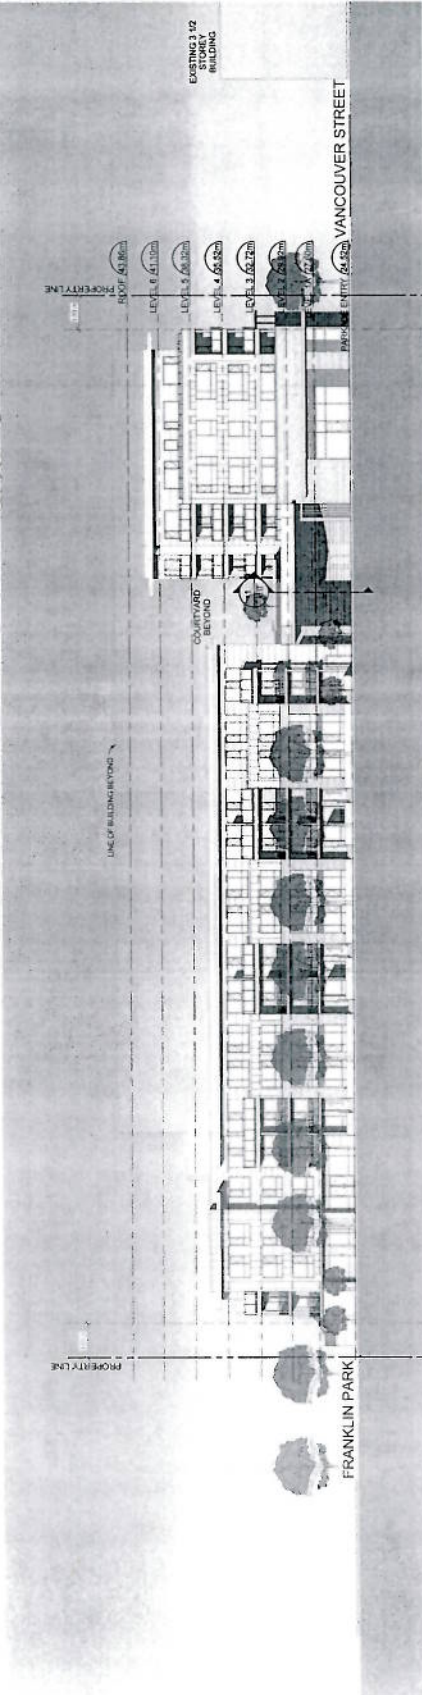 EXISTING 3 1/2
STOREY
BUILDING
VANCOUVER STREET
PROPERTY LINE
ROOF 43.86m
LEVEL 6 41.10m
LEVEL 5 38.32m
LEVEL 4 35.52m
LEVEL 3 32.72m
LEVEL 2
ENTRY 24.52m
COURTYARD
BEYOND
LINE OF BUILDING BEYOND
PROPERTY LINE
FRANKLIN PARK